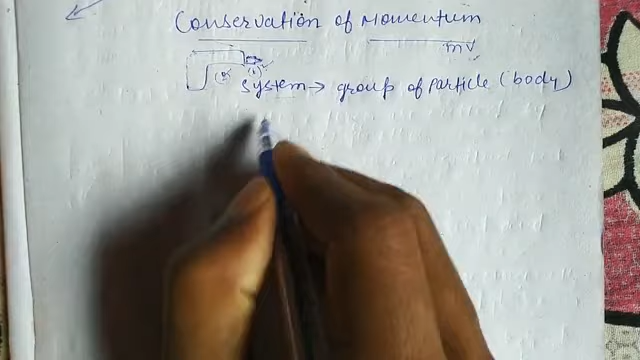 Conservation of Momentum
mv
System → group of Particle (body)